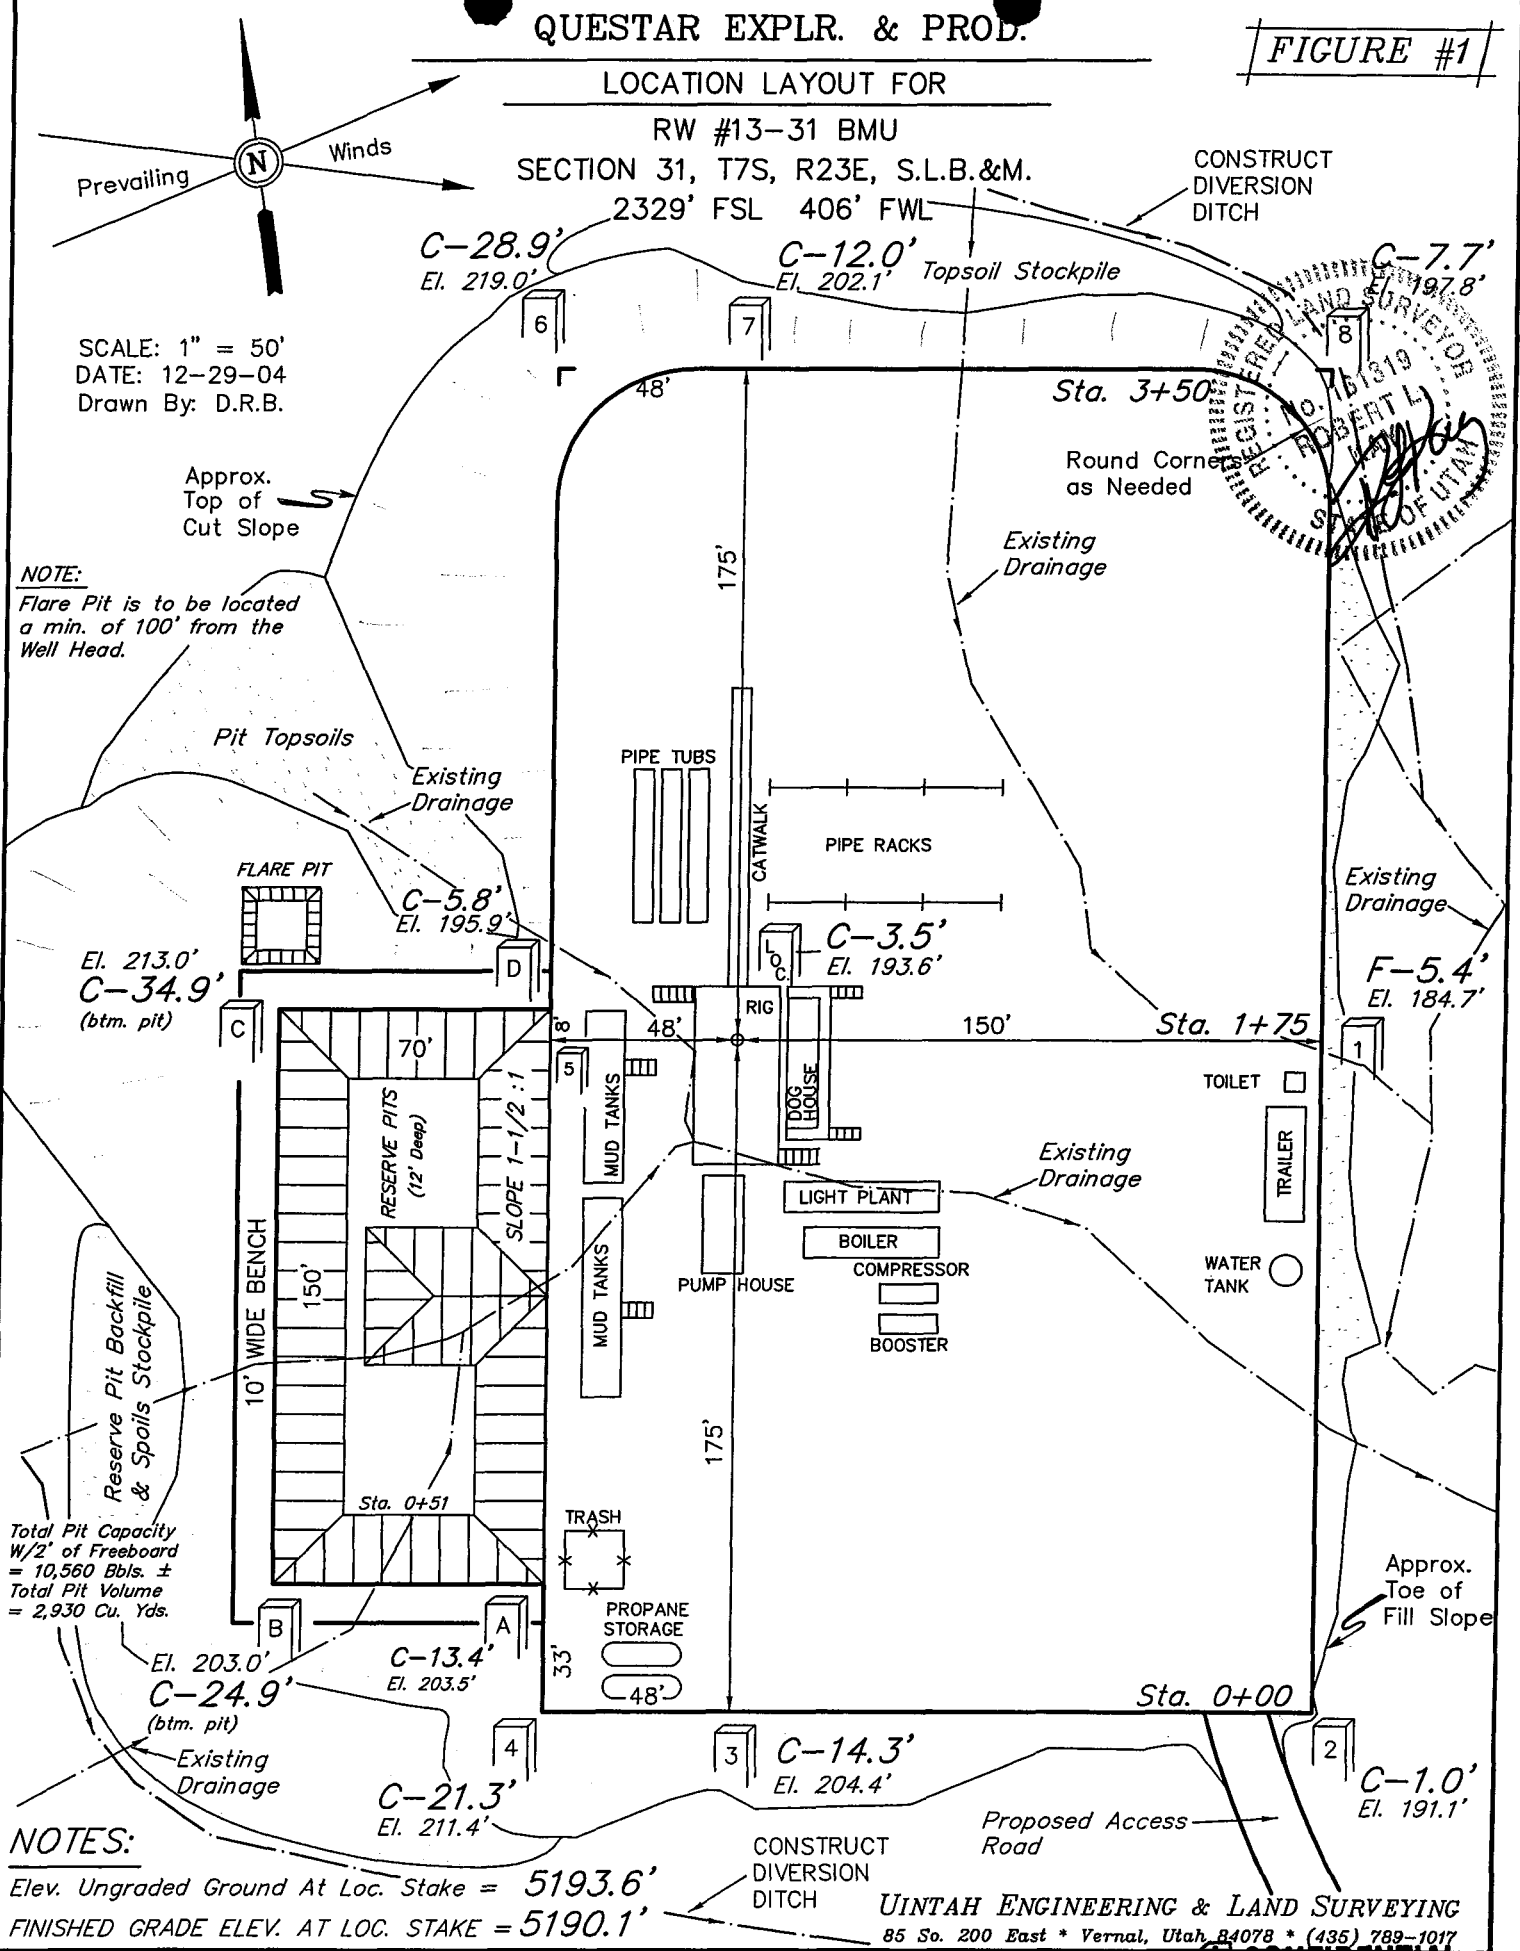 QUESTAR EXPLR. & PROD.
FIGURE #1
LOCATION LAYOUT FOR
RW #13-31 BMU
SECTION 31, T7S, R23E, S.L.B.&M.
2329' FSL 406' FWL
N
Prevailing
Winds
CONSTRUCT
DIVERSION
DITCH
C-28.9'
El. 219.0'
C-12.0'
El. 202.1'
Topsoil Stockpile
C-7.7'
El. 197.8'
6
7
8
SCALE: 1" = 50'
DATE: 12-29-04
Drawn By: D.R.B.
REGISTERED LAND SURVEYOR
No. 161319
ROBERT L.
STATE OF UTAH
48'
Sta. 3+50
Round Corners
as Needed
Approx.
Top of
Cut Slope
175'
Existing
Drainage
NOTE:
Flare Pit is to be located
a min. of 100' from the
Well Head.
Pit Topsoils
Existing
Drainage
PIPE TUBS
CATWALK
PIPE RACKS
FLARE PIT
C-5.8'
El. 195.9'
D
LOC.
C-3.5'
El. 193.6'
Existing
Drainage
El. 213.0'
C-34.9'
(btm. pit)
C
F-5.4'
El. 184.7'
RIG
70'
8'
48'
150'
Sta. 1+75
1
5
RESERVE PITS
(12' Deep)
SLOPE 1-1/2 :1
MUD TANKS
DOG
HOUSE
TOILET
TRAILER
Existing
Drainage
LIGHT PLANT
BOILER
PUMP HOUSE
COMPRESSOR
BOOSTER
WATER
TANK
MUD TANKS
10' WIDE BENCH
150'
Reserve Pit Backfill
& Spoils Stockpile
175'
Sta. 0+51
TRASH
Total Pit Capacity
W/2' of Freeboard
= 10,560 Bbls. ±
Total Pit Volume
= 2,930 Cu. Yds.
Approx.
Toe of
Fill Slope
B
A
PROPANE
STORAGE
33'
48'
El. 203.0'
C-24.9'
(btm. pit)
C-13.4'
El. 203.5'
Sta. 0+00
Existing
Drainage
4
3
2
C-14.3'
El. 204.4'
C-21.3'
El. 211.4'
C-1.0'
El. 191.1'
Proposed Access
Road
NOTES:
Elev. Ungraded Ground At Loc. Stake = 5193.6'
FINISHED GRADE ELEV. AT LOC. STAKE = 5190.1'
CONSTRUCT
DIVERSION
DITCH
UINTAH ENGINEERING & LAND SURVEYING
85 So. 200 East * Vernal, Utah 84078 * (435) 789-1017